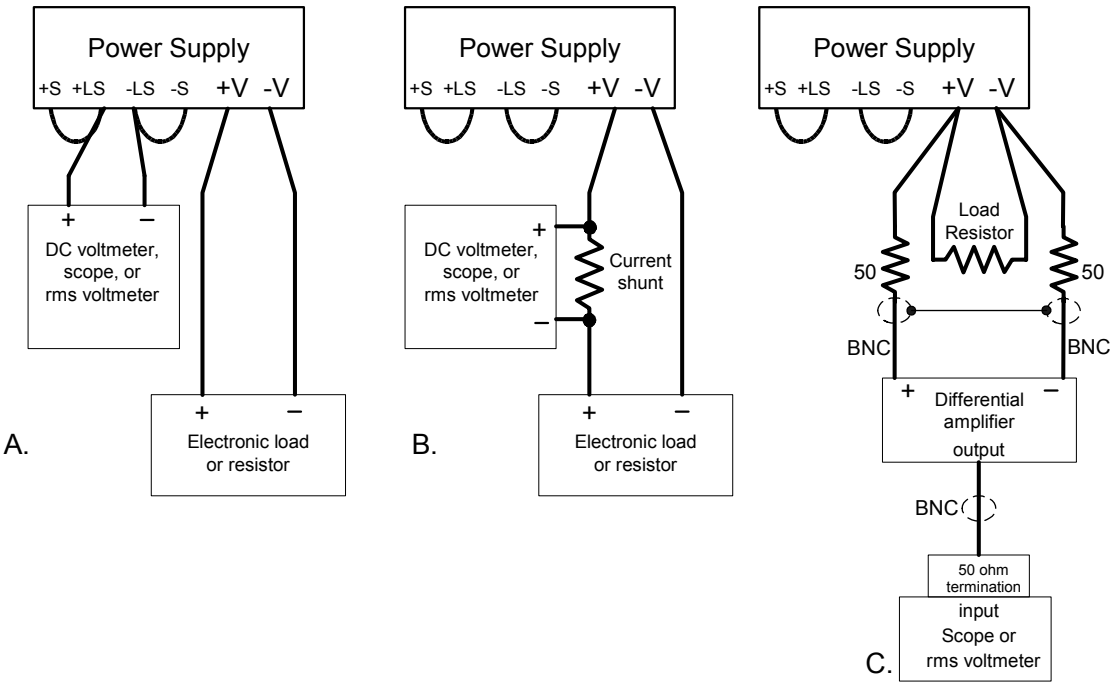 Power Supply
+S +LS -LS -S +V -V
+ −
DC voltmeter,
scope, or
rms voltmeter
+ −
Electronic load
or resistor
A.
Power Supply
+S +LS -LS -S +V -V
+
DC voltmeter,
scope, or
rms voltmeter
−
Current
shunt
+ −
Electronic load
or resistor
B.
Power Supply
+S +LS -LS -S +V -V
Load
Resistor
50 50
BNC BNC
+ −
Differential
amplifier
output
BNC
50 ohm
termination
input
Scope or
rms voltmeter
C.